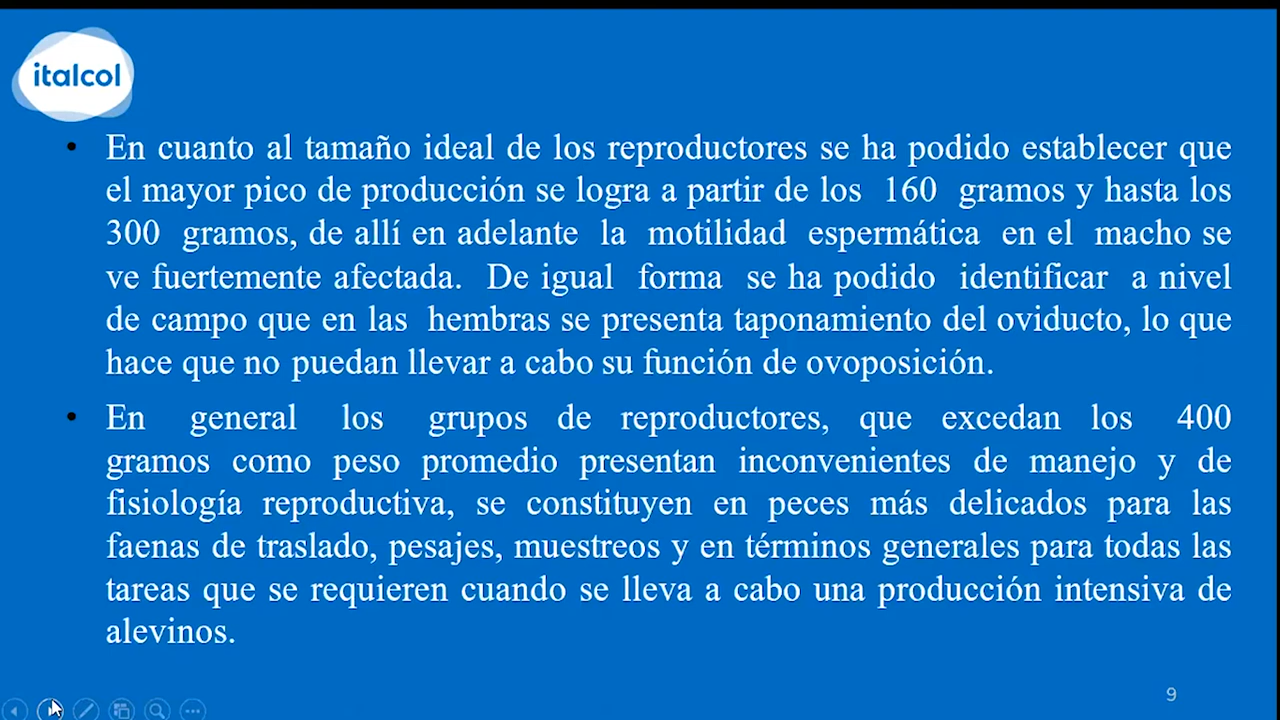 italcol
• En cuanto al tamaño ideal de los reproductores se ha podido establecer que
el mayor pico de producción se logra a partir de los 160 gramos y hasta los
300 gramos, de allí en adelante la motilidad espermática en el macho se
ve fuertemente afectada. De igual forma se ha podido identificar a nivel
de campo que en las hembras se presenta taponamiento del oviducto, lo que
hace que no puedan llevar a cabo su función de ovoposición.
• En general los grupos de reproductores, que excedan los 400
gramos como peso promedio presentan inconvenientes de manejo y de
fisiología reproductiva, se constituyen en peces más delicados para las
faenas de traslado, pesajes, muestreos y en términos generales para todas las
tareas que se requieren cuando se lleva a cabo una producción intensiva de
alevinos.
9